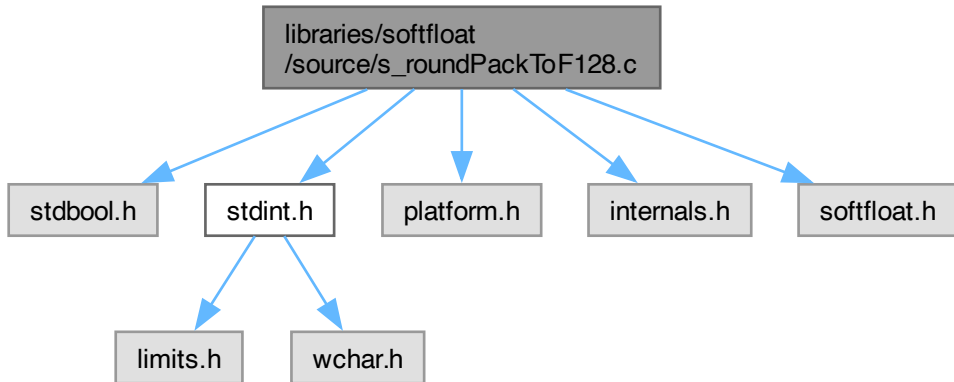 libraries/softfloat
/source/s_roundPackToF128.c
stdbool.h
stdint.h
platform.h
internals.h
softfloat.h
limits.h
wchar.h